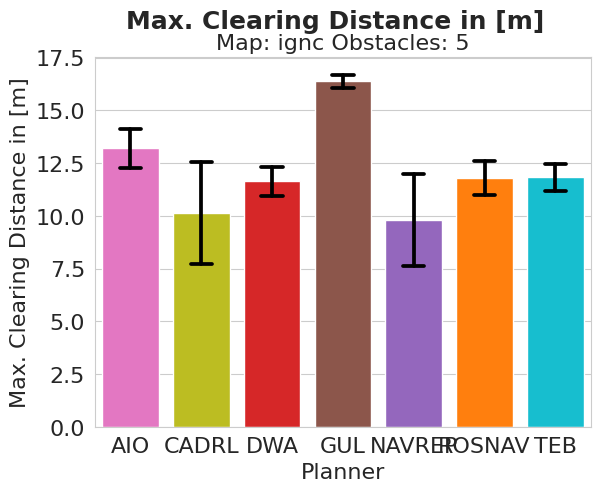 Max. Clearing Distance in [m]
Map: ignc Obstacles: 5
Max. Clearing Distance in [m]
17.5
15.0
12.5
10.0
7.5
5.0
2.5
0.0
AIO CADRL DWA GUL NAVREP ROSNAV TEB
Planner